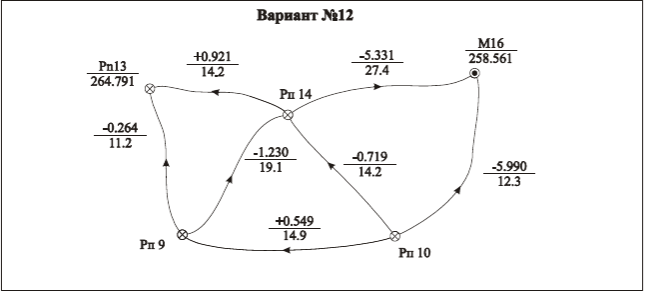 Вариант №12
+0.921
14.2
-5.331
27.4
М16
258.561
Рп13
264.791
Рп 14
-0.264
11.2
-1.230
19.1
-0.719
14.2
-5.990
12.3
+0.549
14.9
Рп 9
Рп 10